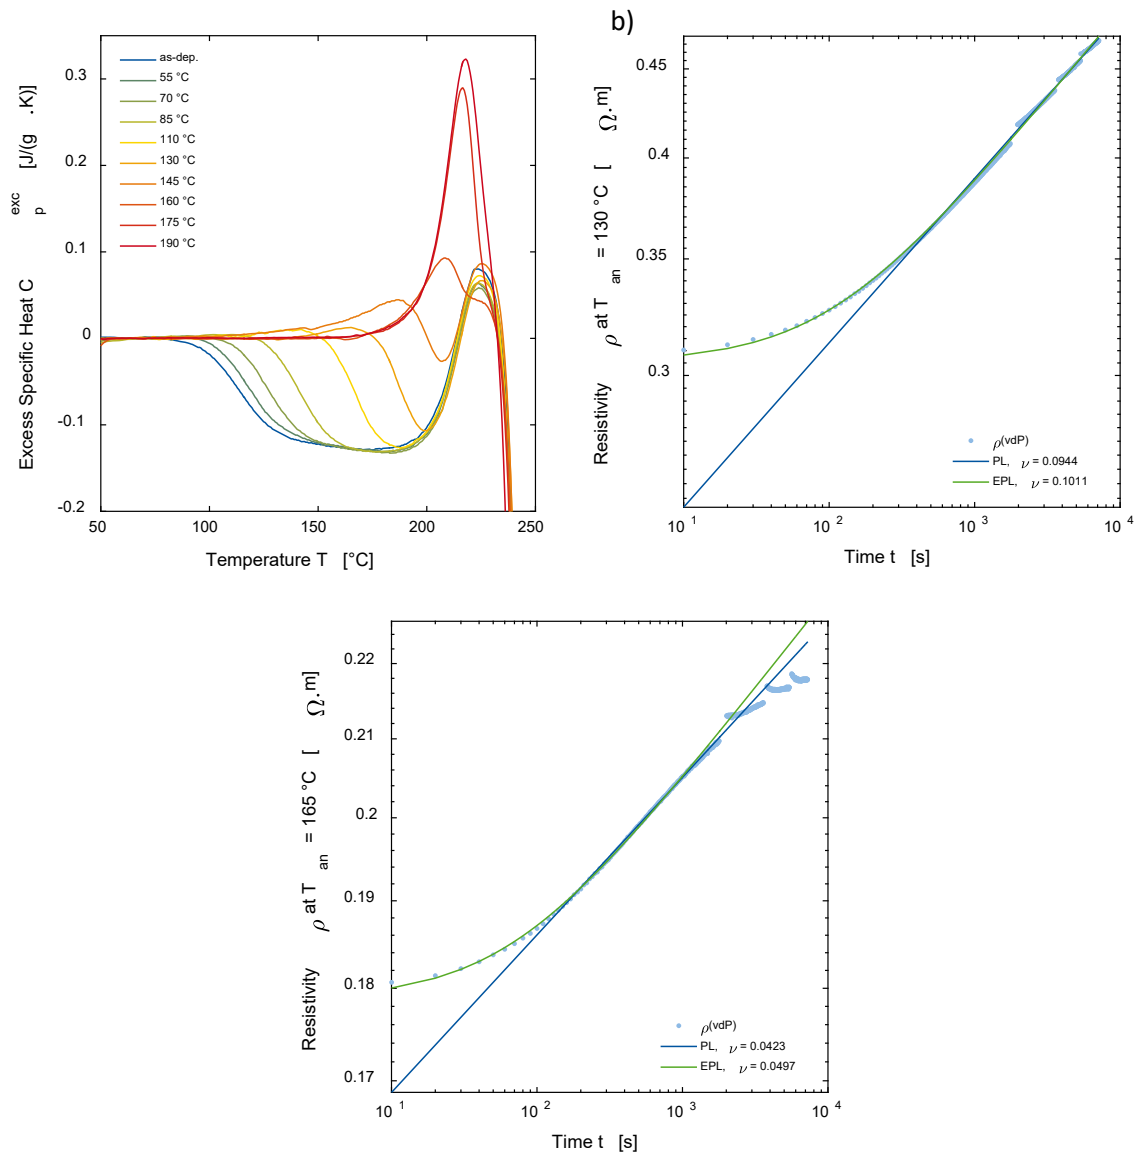 b)
Excess Specific Heat C p exc [J/(g .K)]
0.3
0.2
0.1
0
-0.1
-0.2
as-dep.
55 °C
70 °C
85 °C
110 °C
130 °C
145 °C
160 °C
175 °C
190 °C
50 100 150 200 250
Temperature T [°C]
Resistivity ρ at T an = 130 °C [ Ω.m]
0.45
0.4
0.35
0.3
ρ(vdP)
PL, ν = 0.0944
EPL, ν = 0.1011
10 1 10 2 10 3 10 4
Time t [s]
Resistivity ρ at T an = 165 °C [ Ω.m]
0.22
0.21
0.2
0.19
0.18
0.17
ρ(vdP)
PL, ν = 0.0423
EPL, ν = 0.0497
10 1 10 2 10 3 10 4
Time t [s]